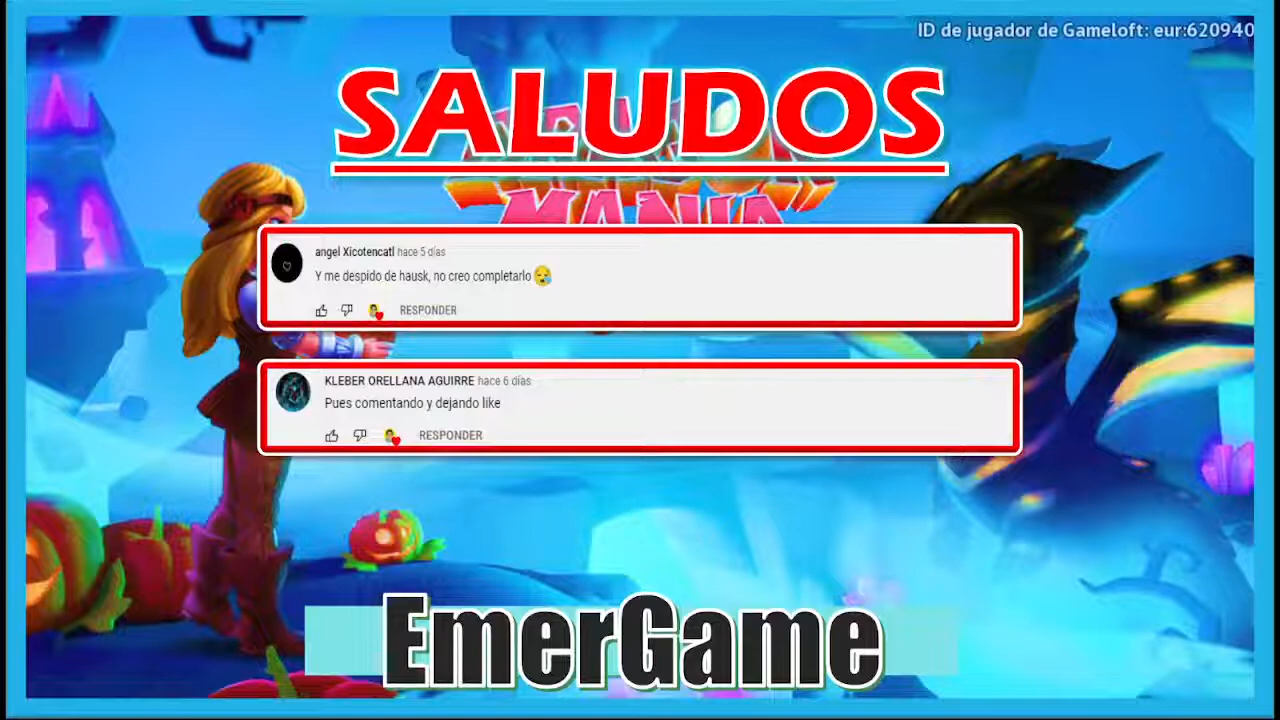 ID de jugador de Gameloft: eur:620940
SALUDOS
MANIA
angel Xicotencatl hace 5 días
Y me despido de hausk, no creo completarlo
RESPONDER
KLEBER ORELLANA AGUIRRE hace 6 días
Pues comentando y dejando like
RESPONDER
EmerGame